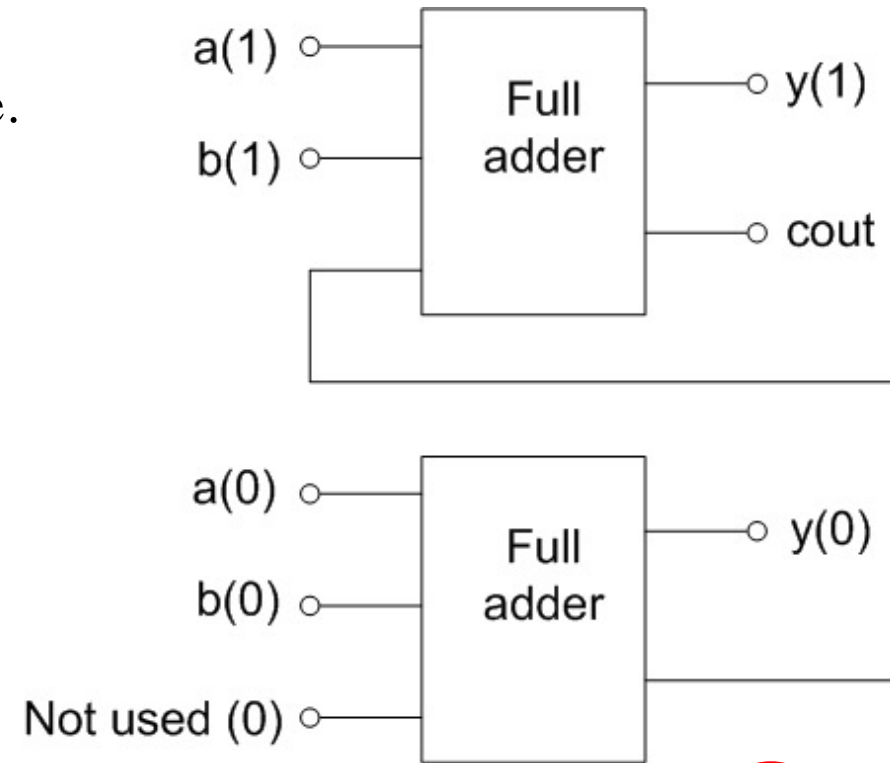 e.
a(1)
b(1)
Full
adder
y(1)
cout
a(0)
b(0)
Not used (0)
Full
adder
y(0)